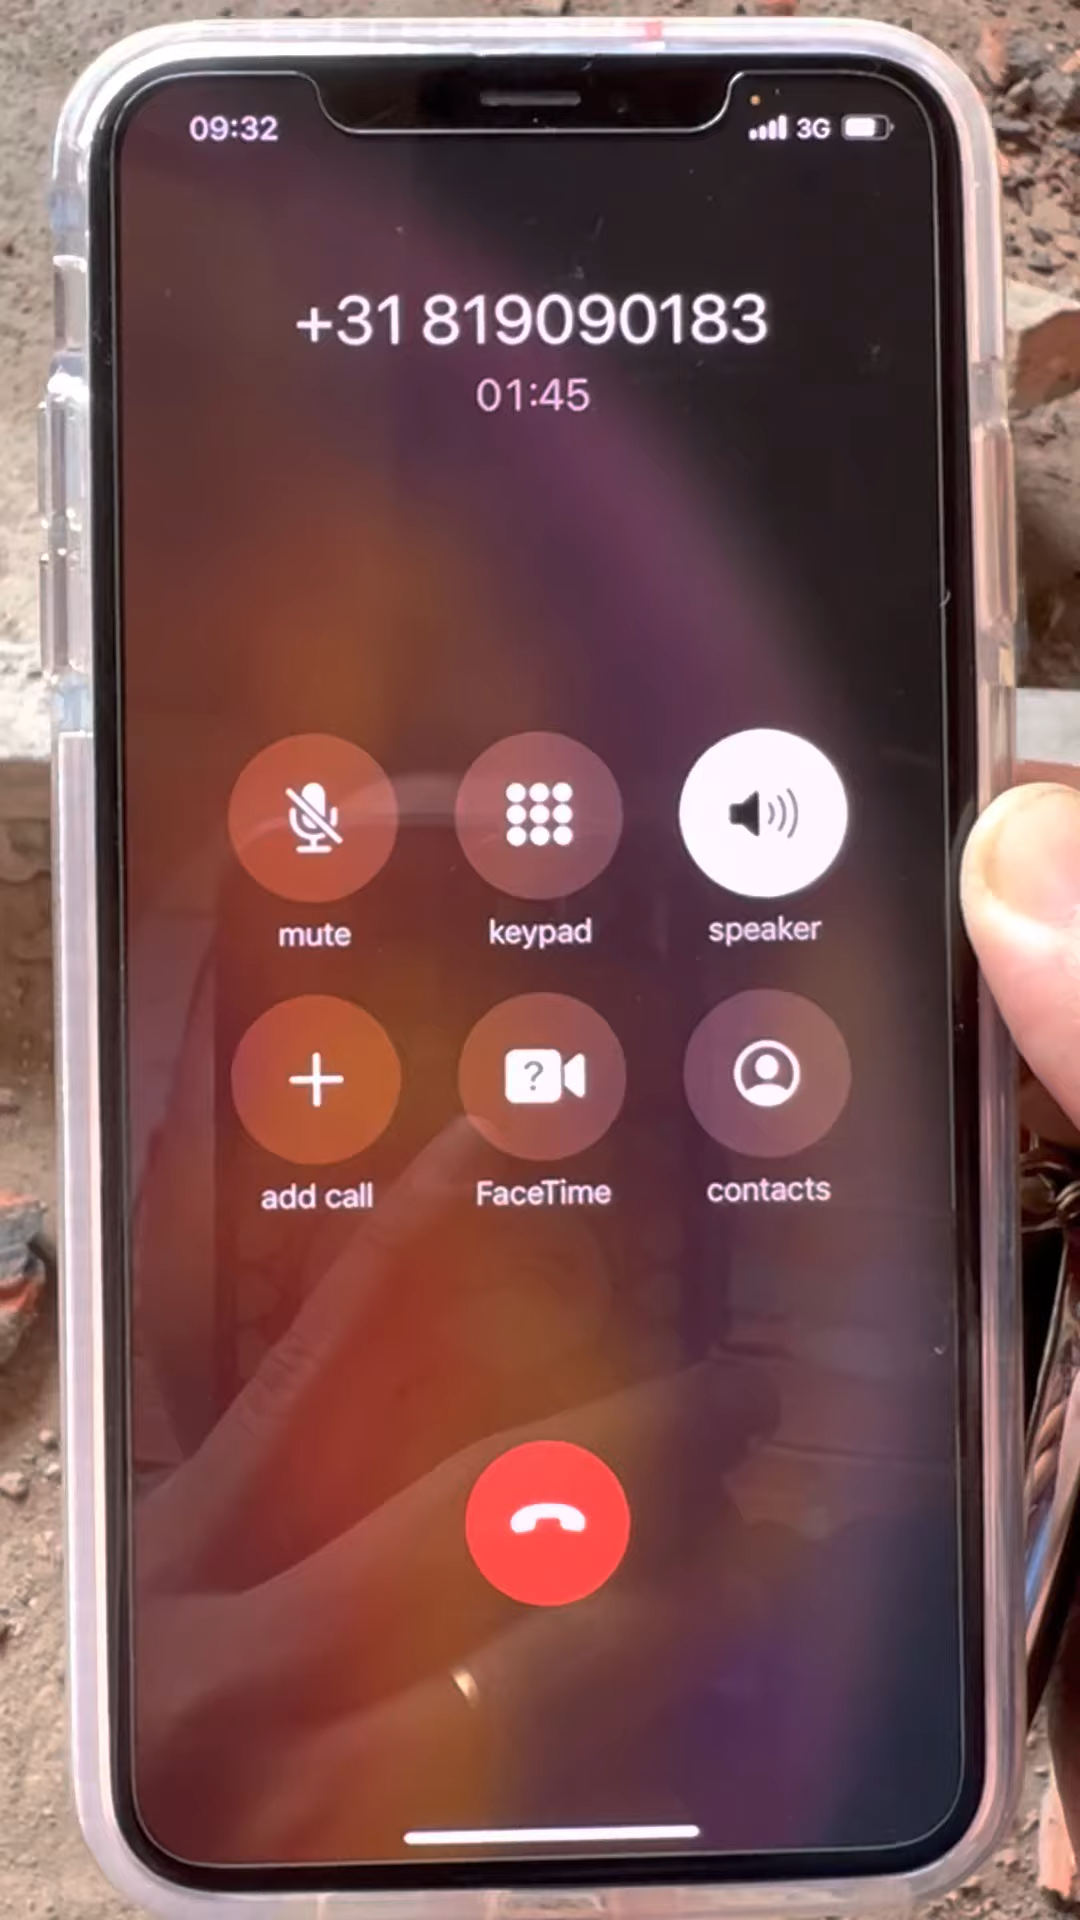 09:32 3G
+31 819090183
01:45
mute keypad speaker
?
add call FaceTime contacts